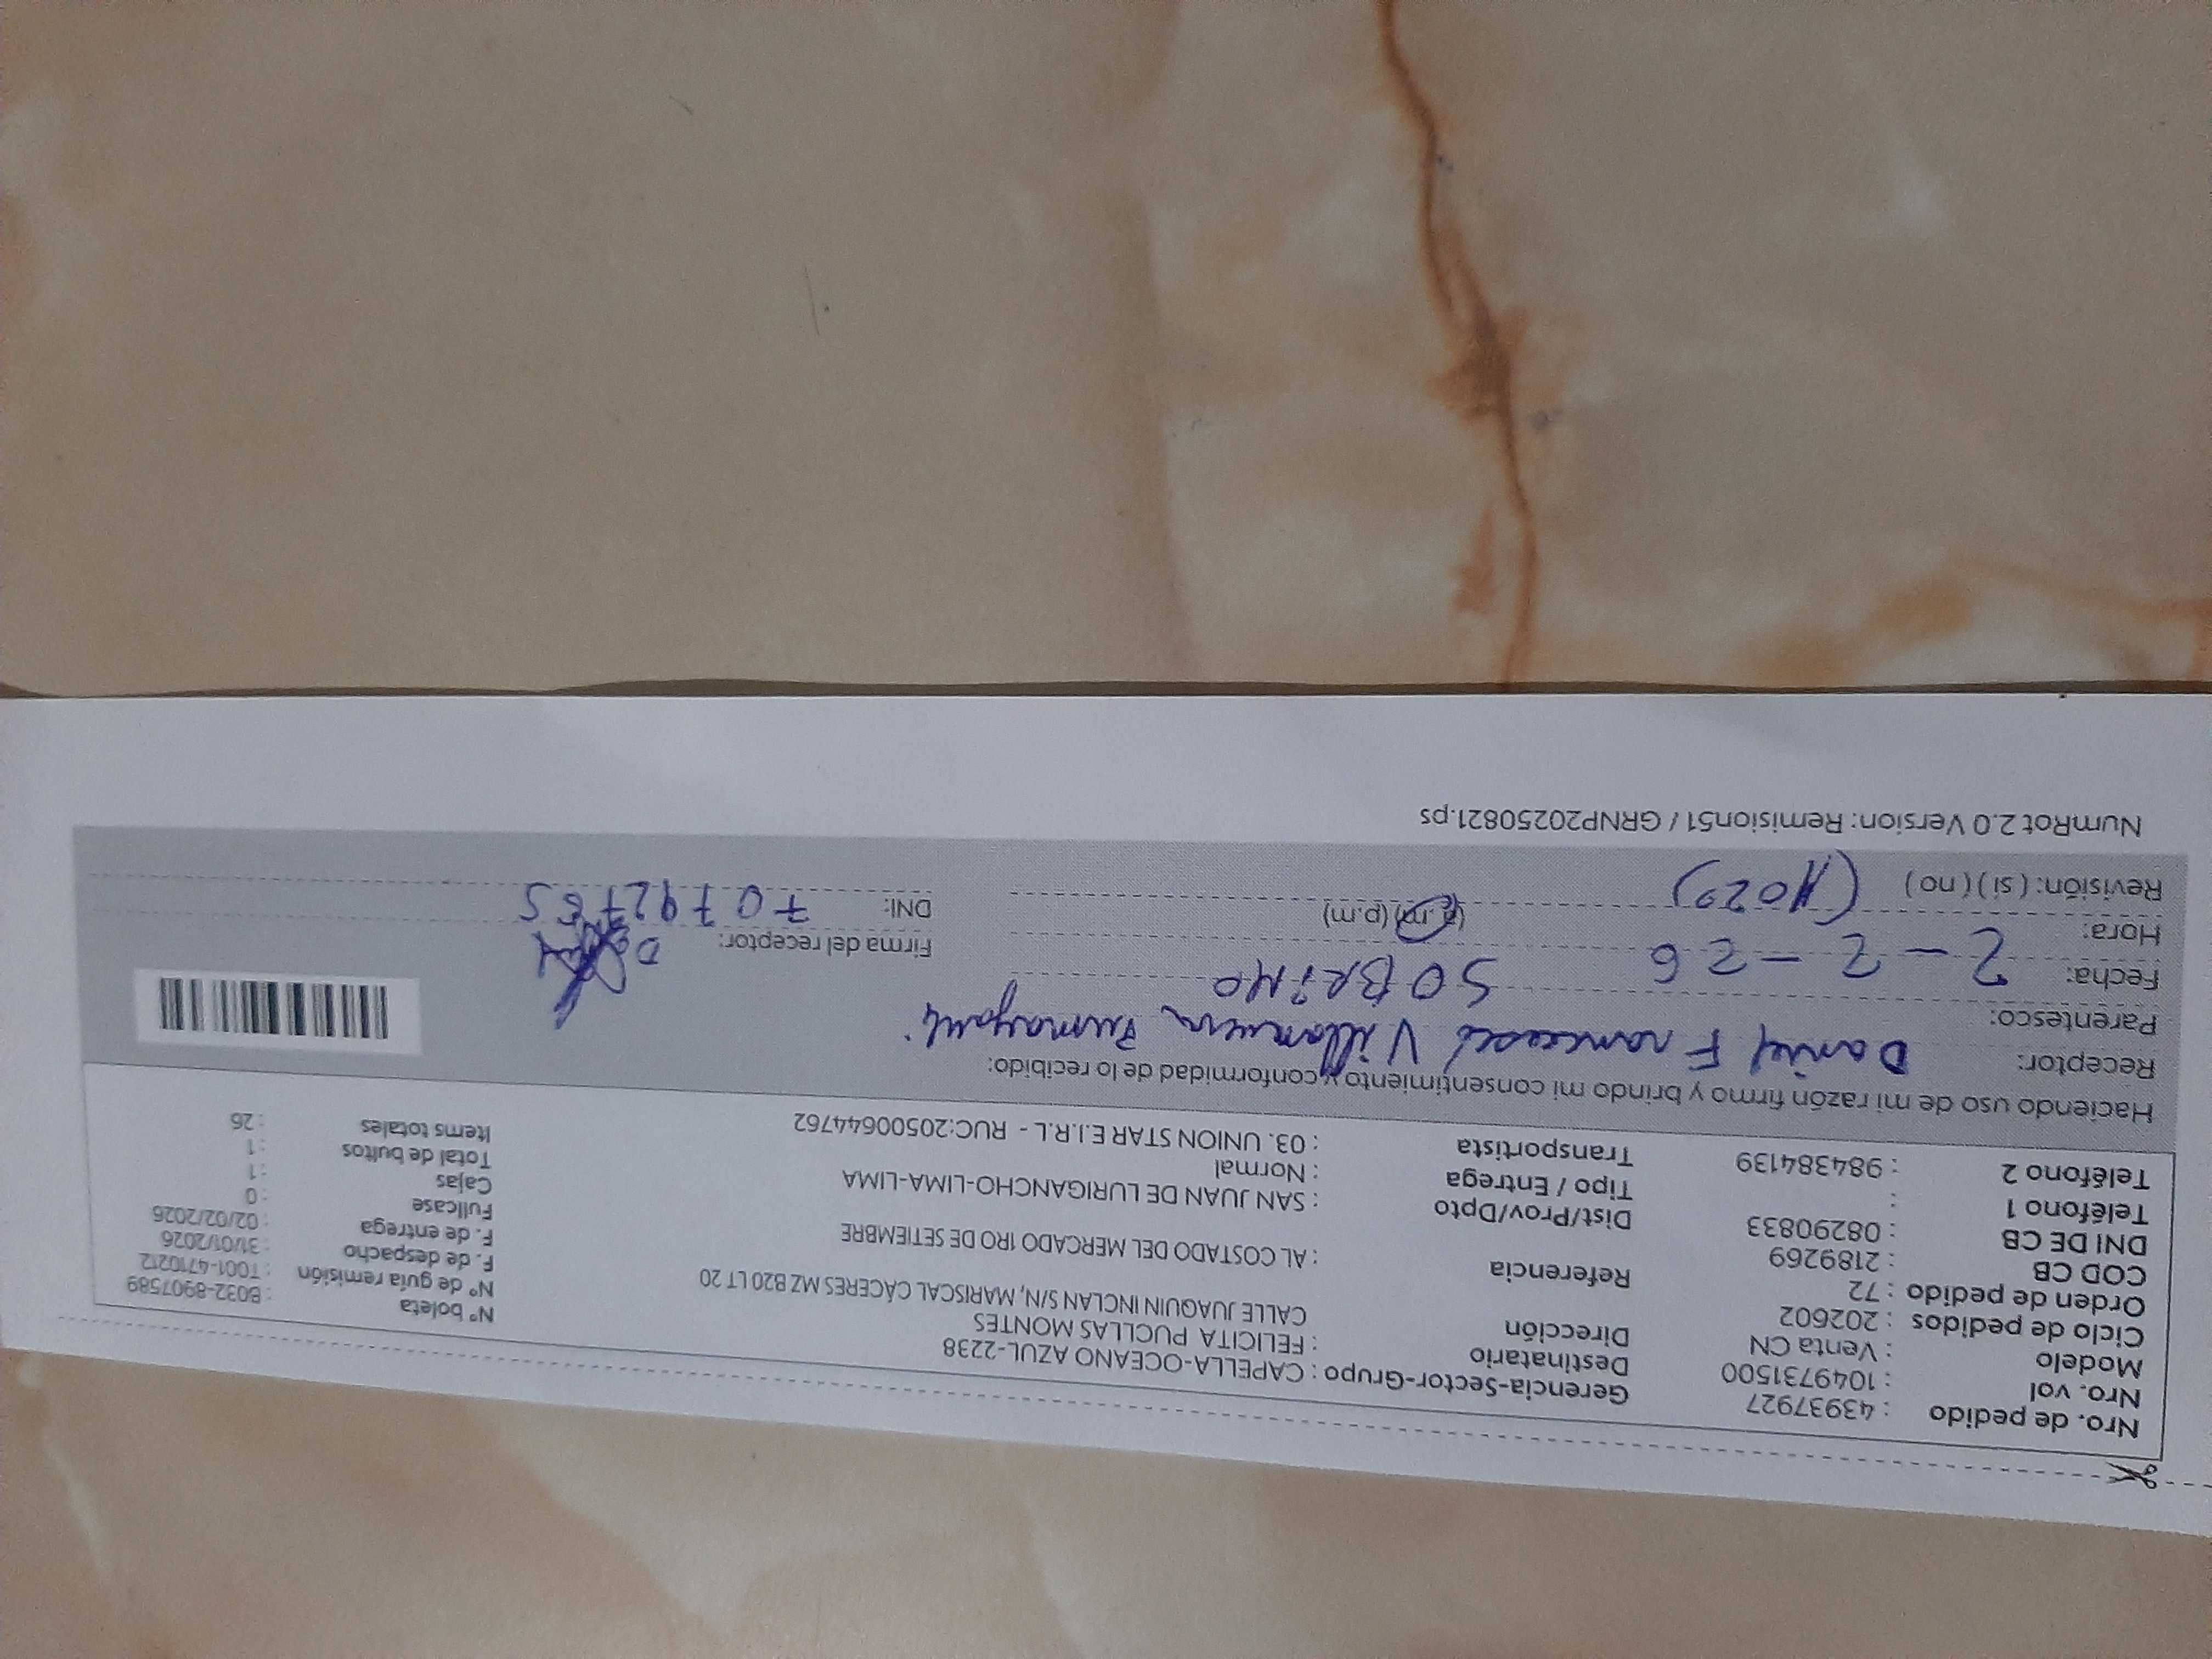 Nro. de pedido : 43937927
Nro. vol : 1049731500
Modelo : Venta CN
Ciclo de pedidos : 202602
Orden de pedido : 72
COD CB : 2189269
DNI DE CB : 08290833
Teléfono 1 :
Teléfono 2 : 984384139
Gerencia-Sector-Grupo : CAPELLA-OCEANO AZUL-2238
Destinatario : FELICITA PUCLLAS MONTES
Dirección CALLE JUAQUIN INCLAN S/N, MARISCAL CÁCERES MZ B20 LT 20
Referencia : AL COSTADO DEL MERCADO 1RO DE SETIEMBRE
Dist/Prov/Dpto : SAN JUAN DE LURIGANCHO-LIMA-LIMA
Tipo / Entrega : Normal
Transportista : 03. UNION STAR E.I.R.L - RUC:20500644762
N° boleta : B032-8907589
N° de guía remisión : T001-4710212
F. de despacho : 31/01/2026
F. de entrega : 02/02/2026
Fullcase : 0
Cajas : 1
Total de bultos : 1
Items totales : 26
Haciendo uso de mi razón firmo y brindo mi consentimiento y conformidad de lo recibido:
Receptor: Daniel Villanueva
Parentesco: SOBRINO
Fecha: 2-2-26
Hora: (a.m) (p.m)
Revisión: ( si ) ( no )
Firma del receptor:
DNI:
NumRot 2.0 Version: Remision51 / GRNP20250821.ps